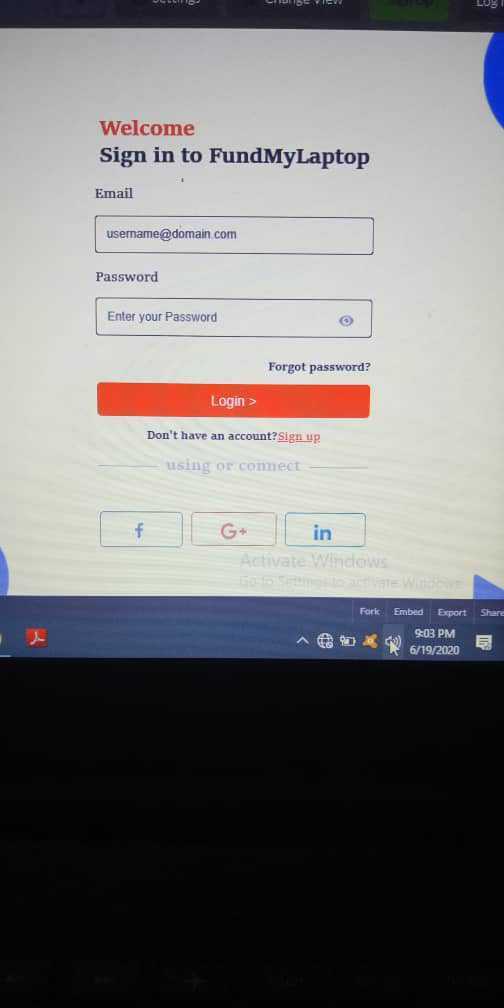 Settings
Change View
Sign Up
Log I
Welcome
Sign in to FundMyLaptop
Email
username@domain.com
Password
Enter your Password
Forgot password?
Login >
Don't have an account?Sign up
using or connect
f
G+
in
Activate Windows
Go to Settings to activate Windows.
Fork
Embed
Export
Share
9:03 PM
6/19/2020